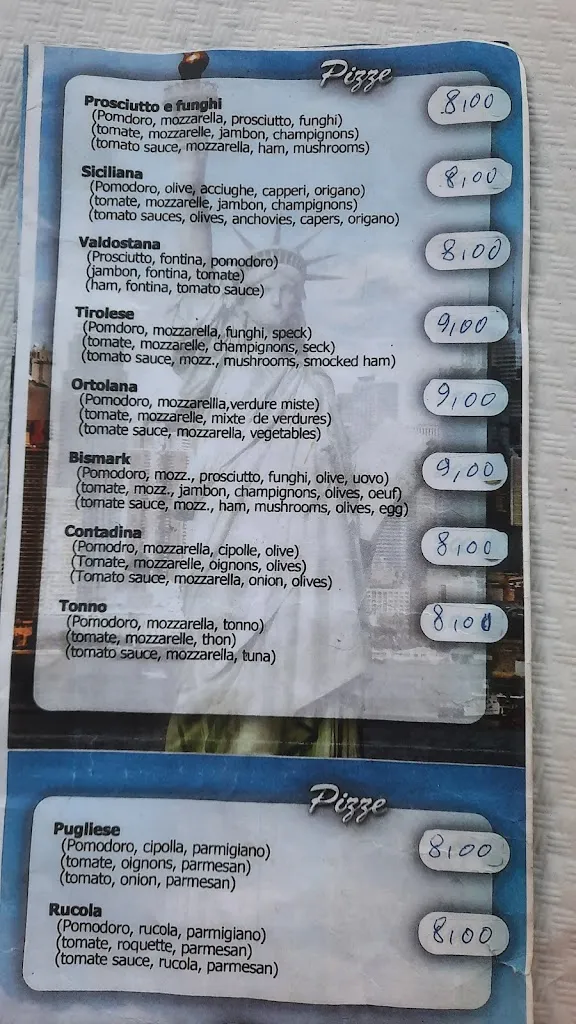 Pizze
Prosciutto e funghi 8,00
(Pomdoro, mozzarella, prosciutto, funghi)
(tomate, mozzarelle, jambon, champignons)
(tomato sauce, mozzarella, ham, mushrooms)
Siciliana 8,00
(Pomodoro, olive, acciughe, capperi, origano)
(tomate, mozzarelle, jambon, champignons)
(tomato sauces, olives, anchovies, capers, origano)
Valdostana 8,00
(Prosciutto, fontina, pomodoro)
(jambon, fontina, tomate)
(ham, fontina, tomato sauce)
Tirolese 9,00
(Pomdoro, mozzarella, funghi, speck)
(tomate, mozzarelle, champignons, seck)
(tomato sauce, mozz., mushrooms, smocked ham)
Ortolana 9,00
(Pomodoro, mozzarellla,verdure miste)
(tomate, mozzarelle, mixte de verdures)
(tomate sauce, mozzarella, vegetables)
Bismark 9,00
(Pomodoro, mozz., prosciutto, funghi, olive, uovo)
(tomate, mozz., jambon, champignons, olives, oeuf)
(tomate sauce, mozz., ham, mushrooms, olives, egg)
Contadina 8,00
(Pomodro, mozzarella, cipolle, olive)
(Tomate, mozzarelle, oignons, olives)
(Tomato sauce, mozzarella, onion, olives)
Tonno 8,00
(Pomodoro, mozzarella, tonno)
(tomate, mozzarelle, thon)
(tomato sauce, mozzarella, tuna)
Pizze
Pugliese 8,00
(Pomodoro, cipolla, parmigiano)
(tomate, oignons, parmesan)
(tomato, onion, parmesan)
Rucola 8,00
(Pomodoro, rucola, parmigiano)
(tomate, roquette, parmesan)
(tomate sauce, rucola, parmesan)